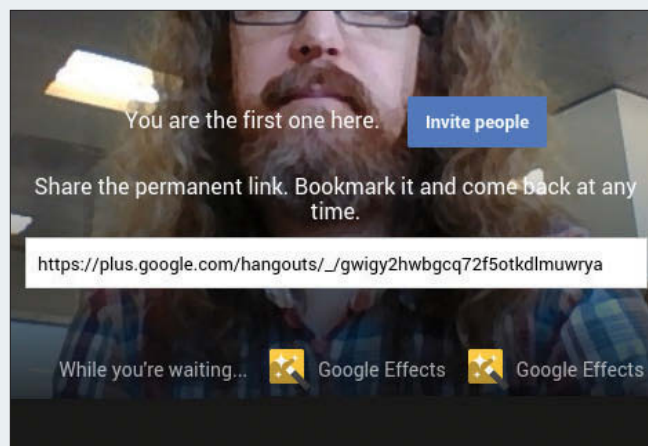 You are the first one here. Invite people
Share the permanent link. Bookmark it and come back at any
time.
https://plus.google.com/hangouts/_/gwigy2hwbgcq72f5otkdlmuwrya
While you're waiting... Google Effects Google Effects